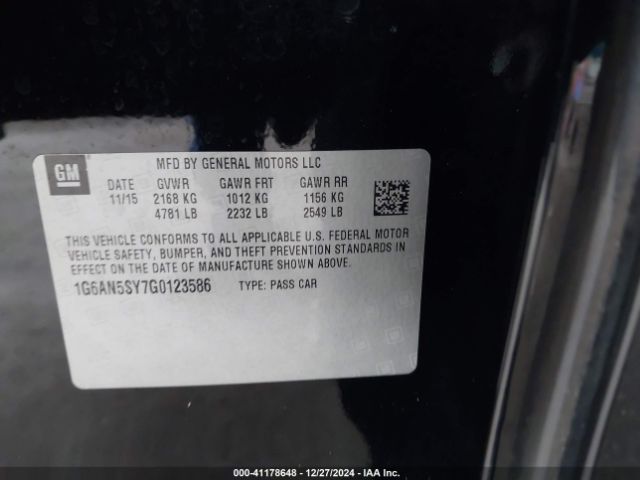 GM
MFD BY GENERAL MOTORS LLC
DATE GVWR GAWR FRT GAWR RR
11/15 2168 KG 1012 KG 1156 KG
4781 LB 2232 LB 2549 LB
THIS VEHICLE CONFORMS TO ALL APPLICABLE U.S. FEDERAL MOTOR
VEHICLE SAFETY, BUMPER, AND THEFT PREVENTION STANDARDS IN
EFFECT ON THE DATE OF MANUFACTURE SHOWN ABOVE.
1G6AN5SY7G0123586 TYPE: PASS CAR
000-41178648 - 12/27/2024 - IAA Inc.